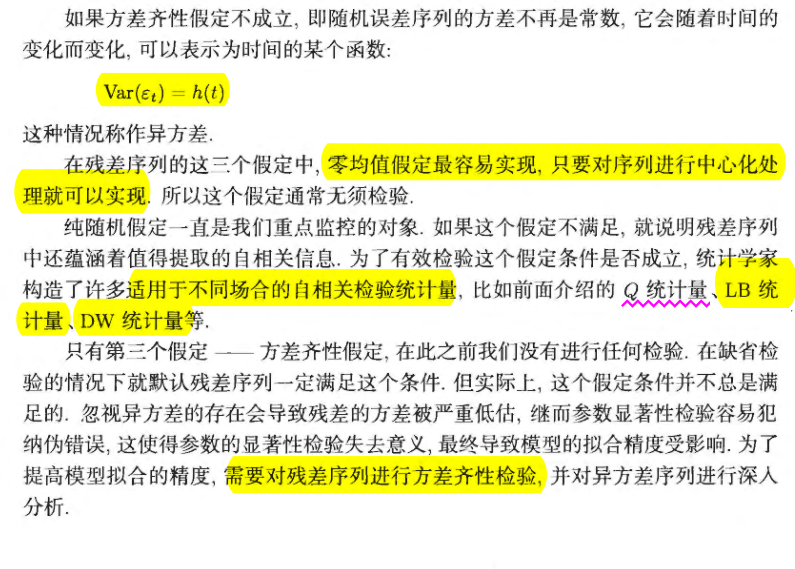 如果方差齐性假定不成立, 即随机误差序列的方差不再是常数, 它会随着时间的
变化而变化, 可以表示为时间的某个函数:
Var(εt) = h(t)
这种情况称作异方差.
在残差序列的这三个假定中, 零均值假定最容易实现, 只要对序列进行中心化处
理就可以实现. 所以这个假定通常无须检验.
纯随机假定一直是我们重点监控的对象. 如果这个假定不满足, 就说明残差序列
中还蕴涵着值得提取的自相关信息. 为了有效检验这个假定条件是否成立, 统计学家
构造了许多适用于不同场合的自相关检验统计量, 比如前面介绍的 Q 统计量、LB 统
计量、DW 统计量等.
只有第三个假定 —— 方差齐性假定, 在此之前我们没有进行任何检验. 在缺省检
验的情况下就默认残差序列一定满足这个条件. 但实际上, 这个假定条件并不总是满
足的. 忽视异方差的存在会导致残差的方差被严重低估, 继而参数显著性检验容易犯
纳伪错误, 这使得参数的显著性检验失去意义, 最终导致模型的拟合精度受影响. 为了
提高模型拟合的精度, 需要对残差序列进行方差齐性检验, 并对异方差序列进行深入
分析.